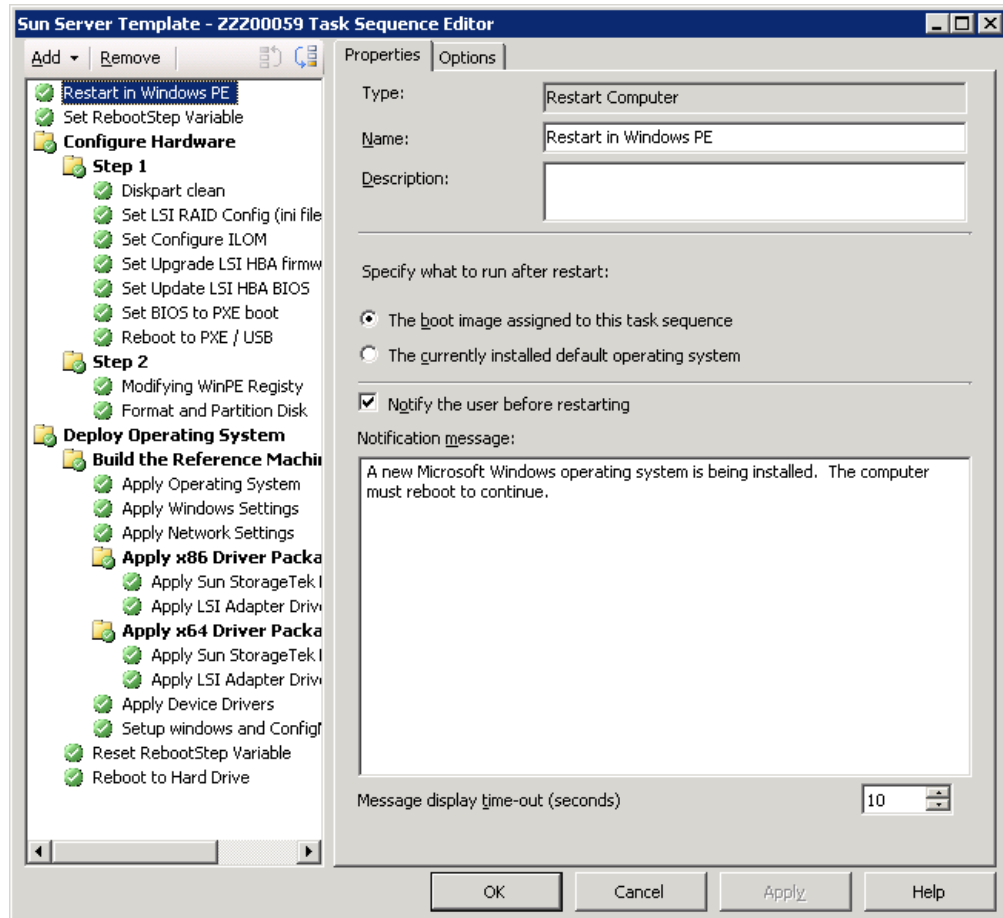 Sun Server Template - ZZZ00059 Task Sequence Editor
Add Remove
Restart in Windows PE
Set RebootStep Variable
Configure Hardware
Step 1
Diskpart clean
Set LSI RAID Config (ini file
Set Configure ILOM
Set Upgrade LSI HBA firmw
Set Update LSI HBA BIOS
Set BIOS to PXE boot
Reboot to PXE / USB
Step 2
Modifying WinPE Registy
Format and Partition Disk
Deploy Operating System
Build the Reference Machin
Apply Operating System
Apply Windows Settings
Apply Network Settings
Apply x86 Driver Packa
Apply Sun StorageTek
Apply LSI Adapter Drive
Apply x64 Driver Packa
Apply Sun StorageTek
Apply LSI Adapter Drive
Apply Device Drivers
Setup windows and Config
Reset RebootStep Variable
Reboot to Hard Drive
Properties Options
Type: Restart Computer
Name: Restart in Windows PE
Description:
Specify what to run after restart:
The boot image assigned to this task sequence
The currently installed default operating system
Notify the user before restarting
Notification message:
A new Microsoft Windows operating system is being installed. The computer
must reboot to continue.
Message display time-out (seconds) 10
OK Cancel Apply Help